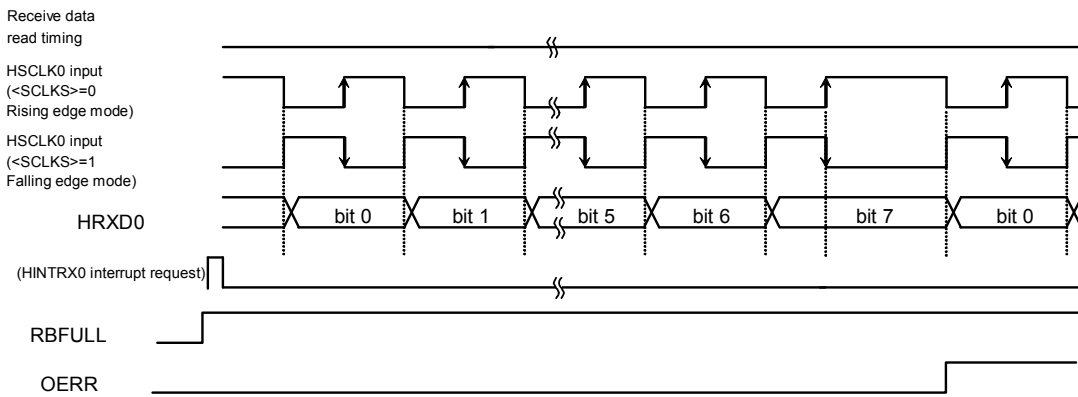 Receive data
read timing
HSCLK0 input
(<SCLKS>=0
Rising edge mode)
HSCLK0 input
(<SCLKS>=1
Falling edge mode)
HRXD0
bit 0
bit 1
bit 5
bit 6
bit 7
bit 0
(HINTRX0 interrupt request)
RBFULL
OERR